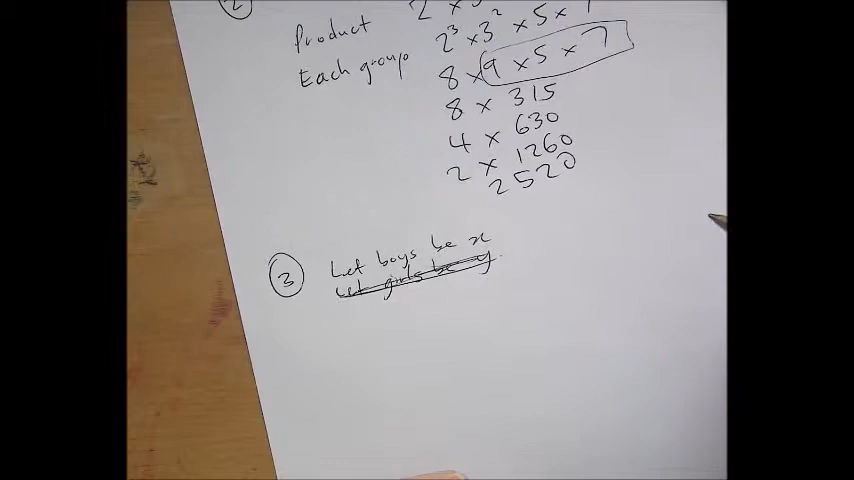 2
Product
Each group
2³ × 3² × 5 × 7
8 × 9 × 5 × 7
8 × 315
4 × 630
2 × 1260
2520
3
Let boys be x
Let girls be y.